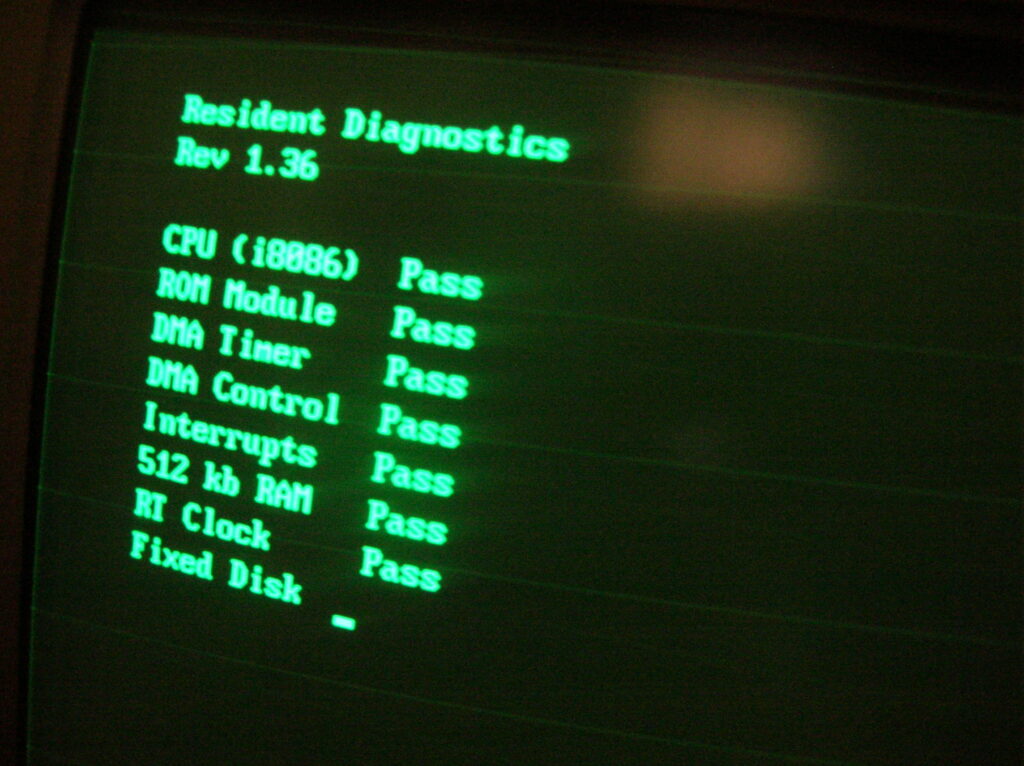 Resident Diagnostics
Rev 1.36
CPU (i8086) Pass
ROM Module Pass
DMA Timer Pass
DMA Control Pass
Interrupts Pass
512 kb RAM Pass
RT Clock Pass
Fixed Disk _